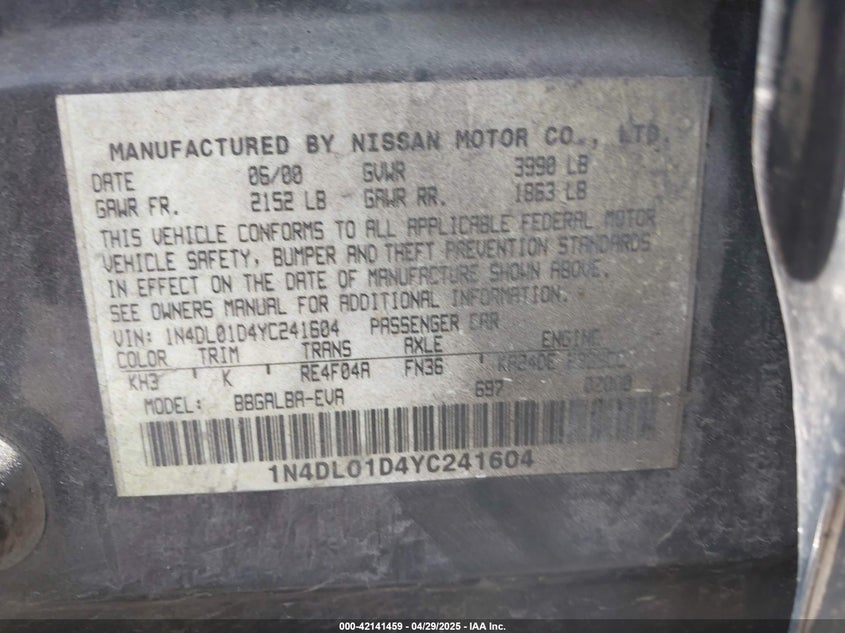 MANUFACTURED BY NISSAN MOTOR CO., LTD.
DATE 06/00 GVWR 3990 LB
GAWR FR. 2152 LB GAWR RR. 1863 LB
THIS VEHICLE CONFORMS TO ALL APPLICABLE FEDERAL MOTOR
VEHICLE SAFETY, BUMPER AND THEFT PREVENTION STANDARDS
IN EFFECT ON THE DATE OF MANUFACTURE SHOWN ABOVE.
SEE OWNERS MANUAL FOR ADDITIONAL INFORMATION.
VIN: 1N4DL01D4YC241604 PASSENGER CAR
COLOR TRIM TRANS AXLE ENGINE
KH3 K RE4F04A FN36 KA24DE
MODEL: BBGALBA-EVA 697
1N4DL01D4YC241604
000-42141459 - 04/29/2025 - IAA Inc.